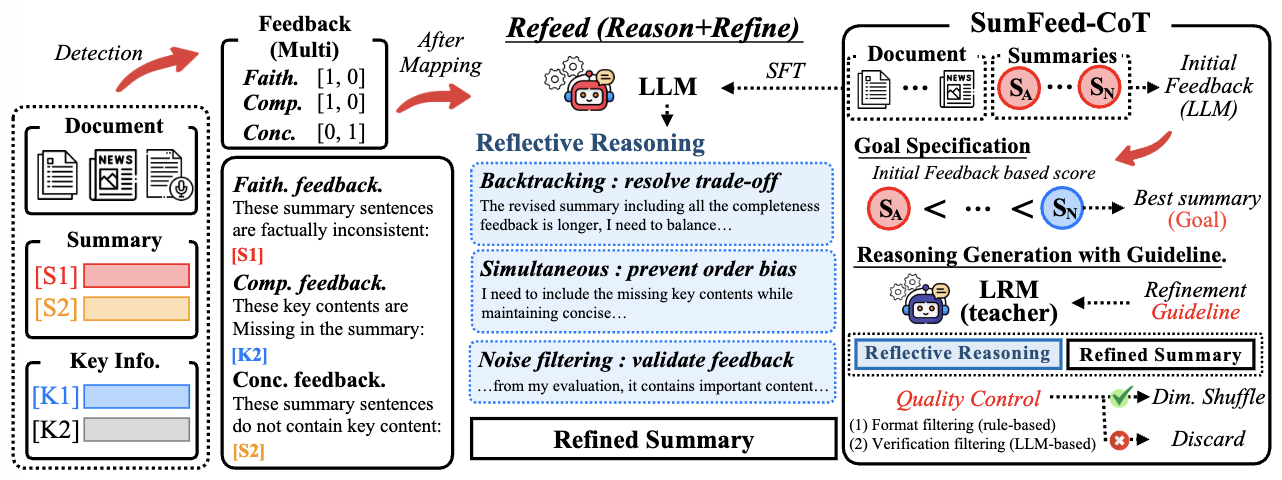 Detection
Document
NEWS
Summary
[S1]
[S2]
Key Info.
[K1]
[K2]
Feedback
(Multi)
Faith. [1, 0]
Comp. [1, 0]
Conc. [0, 1]
After
Mapping
Faith. feedback.
These summary sentences
are factually inconsistent:
[S1]
Comp. feedback.
These key contents are
Missing in the summary:
[K2]
Conc. feedback.
These summary sentences
do not contain key content:
[S2]
Refeed (Reason+Refine)
LLM
SFT
Reflective Reasoning
Backtracking : resolve trade-off
The revised summary including all the completeness
feedback is longer, I need to balance…
Simultaneous : prevent order bias
I need to include the missing key contents while
maintaining concise…
Noise filtering : validate feedback
…from my evaluation, it contains important content…
Refined Summary
SumFeed-CoT
Document
NEWS
Summaries
SA ··· SN
Initial
Feedback
(LLM)
Goal Specification
Initial Feedback based score
SA < ··· < SN
Best summary
(Goal)
Reasoning Generation with Guideline.
LRM
(teacher)
Refinement
Guideline
Reflective Reasoning
Refined Summary
Quality Control
(1) Format filtering (rule-based)
(2) Verification filtering (LLM-based)
Dim. Shuffle
Discard